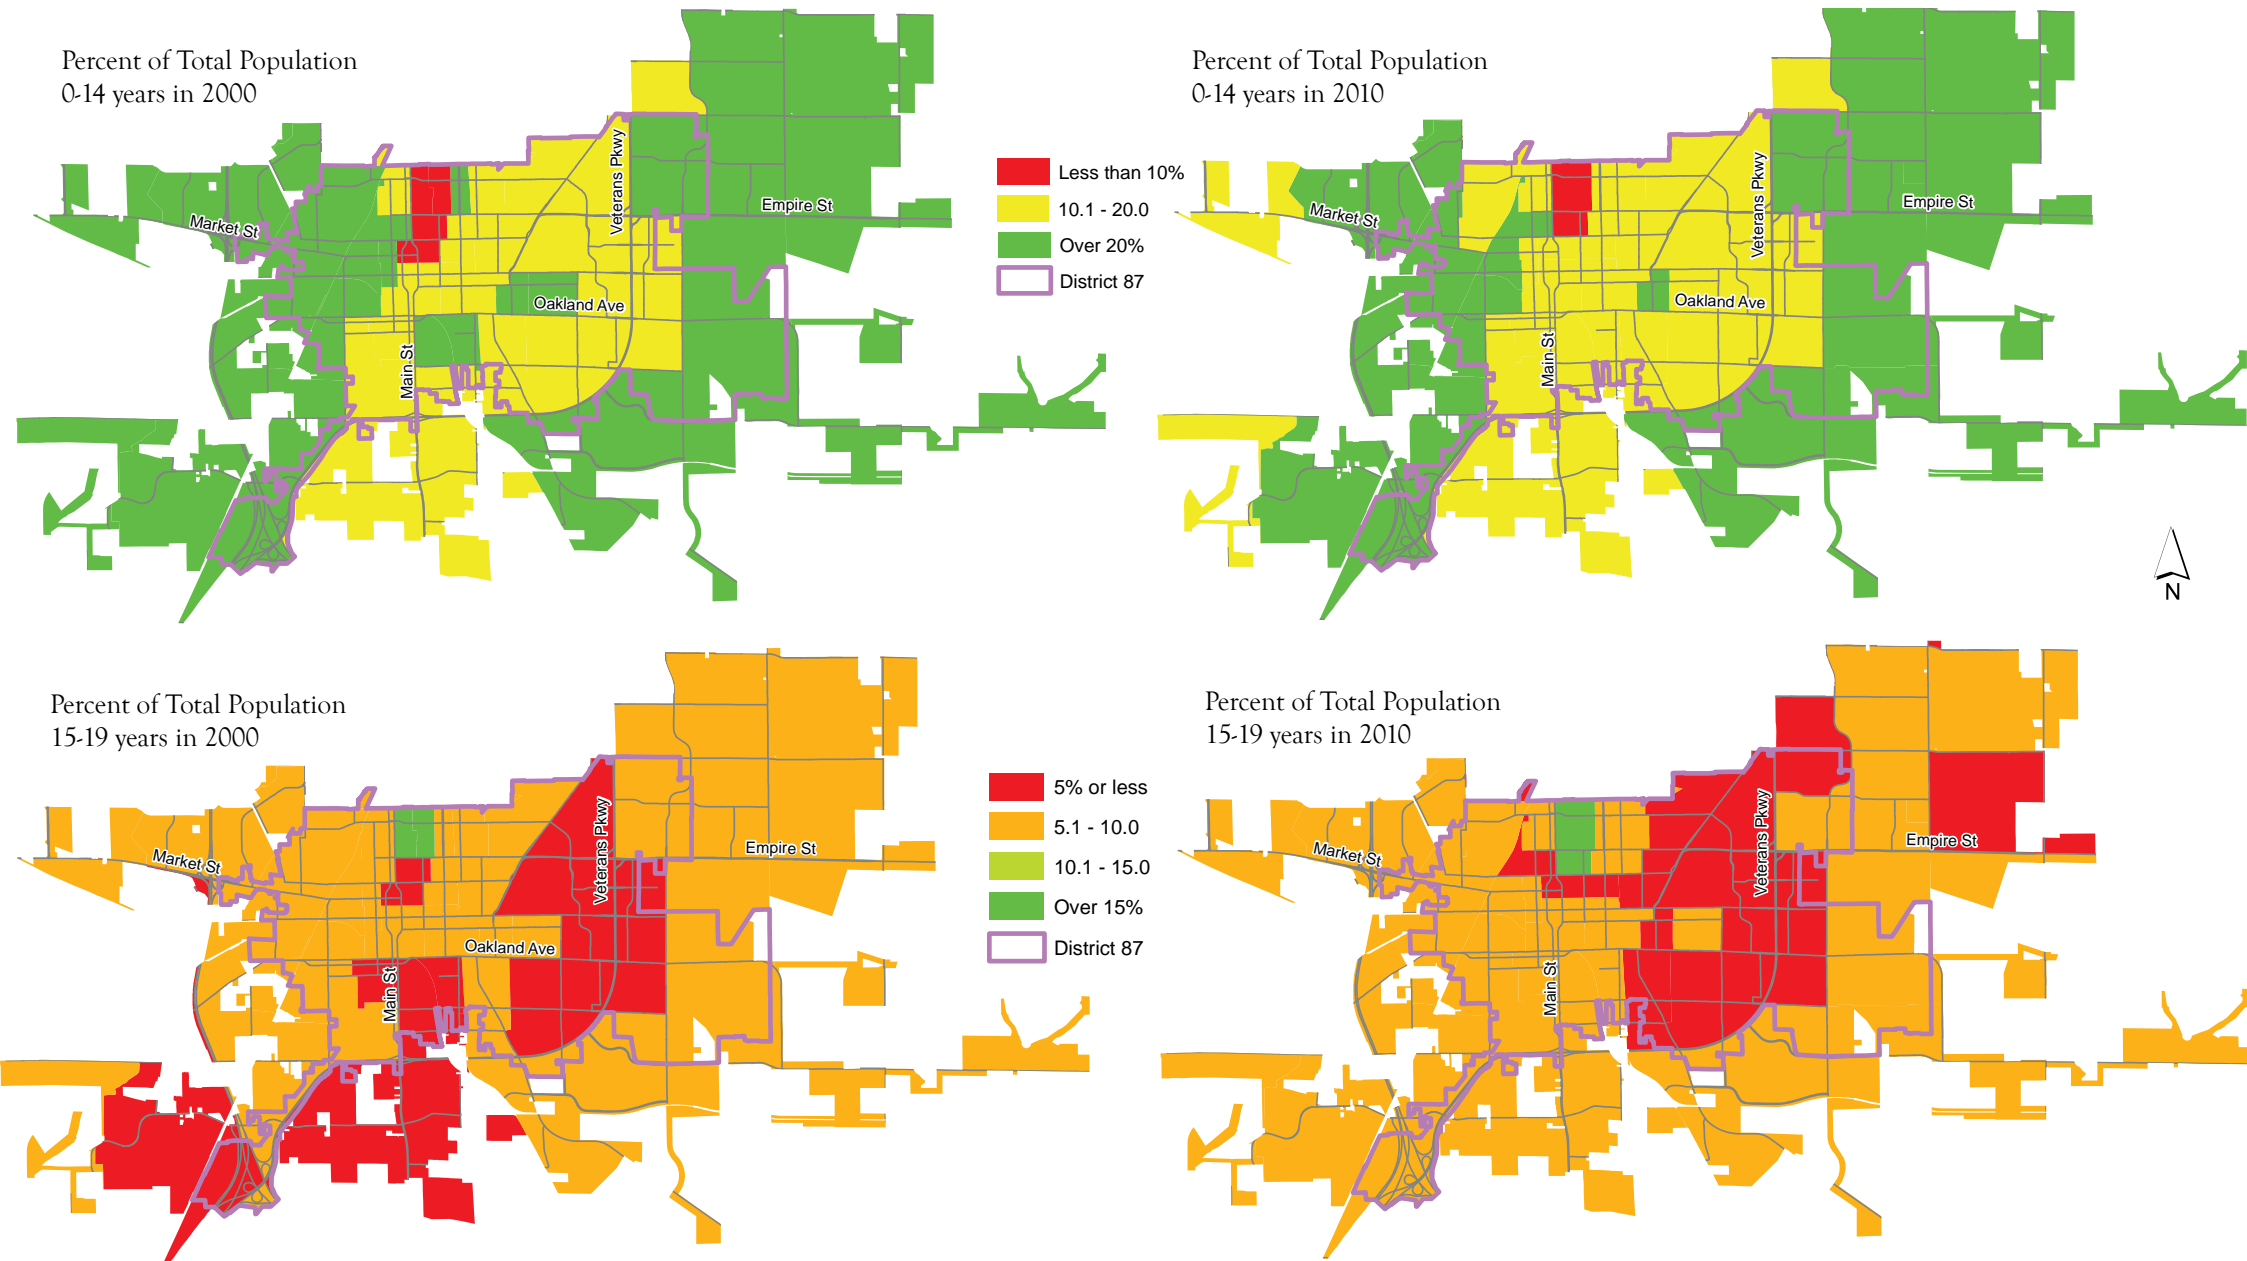 Percent of Total Population
0-14 years in 2000
Veterans Pkwy
Market St
Empire St
Oakland Ave
Main St
Less than 10%
10.1 - 20.0
Over 20%
District 87
Percent of Total Population
0-14 years in 2010
Veterans Pkwy
Market St
Empire St
Oakland Ave
Main St
N
Percent of Total Population
15-19 years in 2000
Veterans Pkwy
Market St
Empire St
Oakland Ave
Main St
5% or less
5.1 - 10.0
10.1 - 15.0
Over 15%
District 87
Percent of Total Population
15-19 years in 2010
Veterans Pkwy
Market St
Empire St
Main St